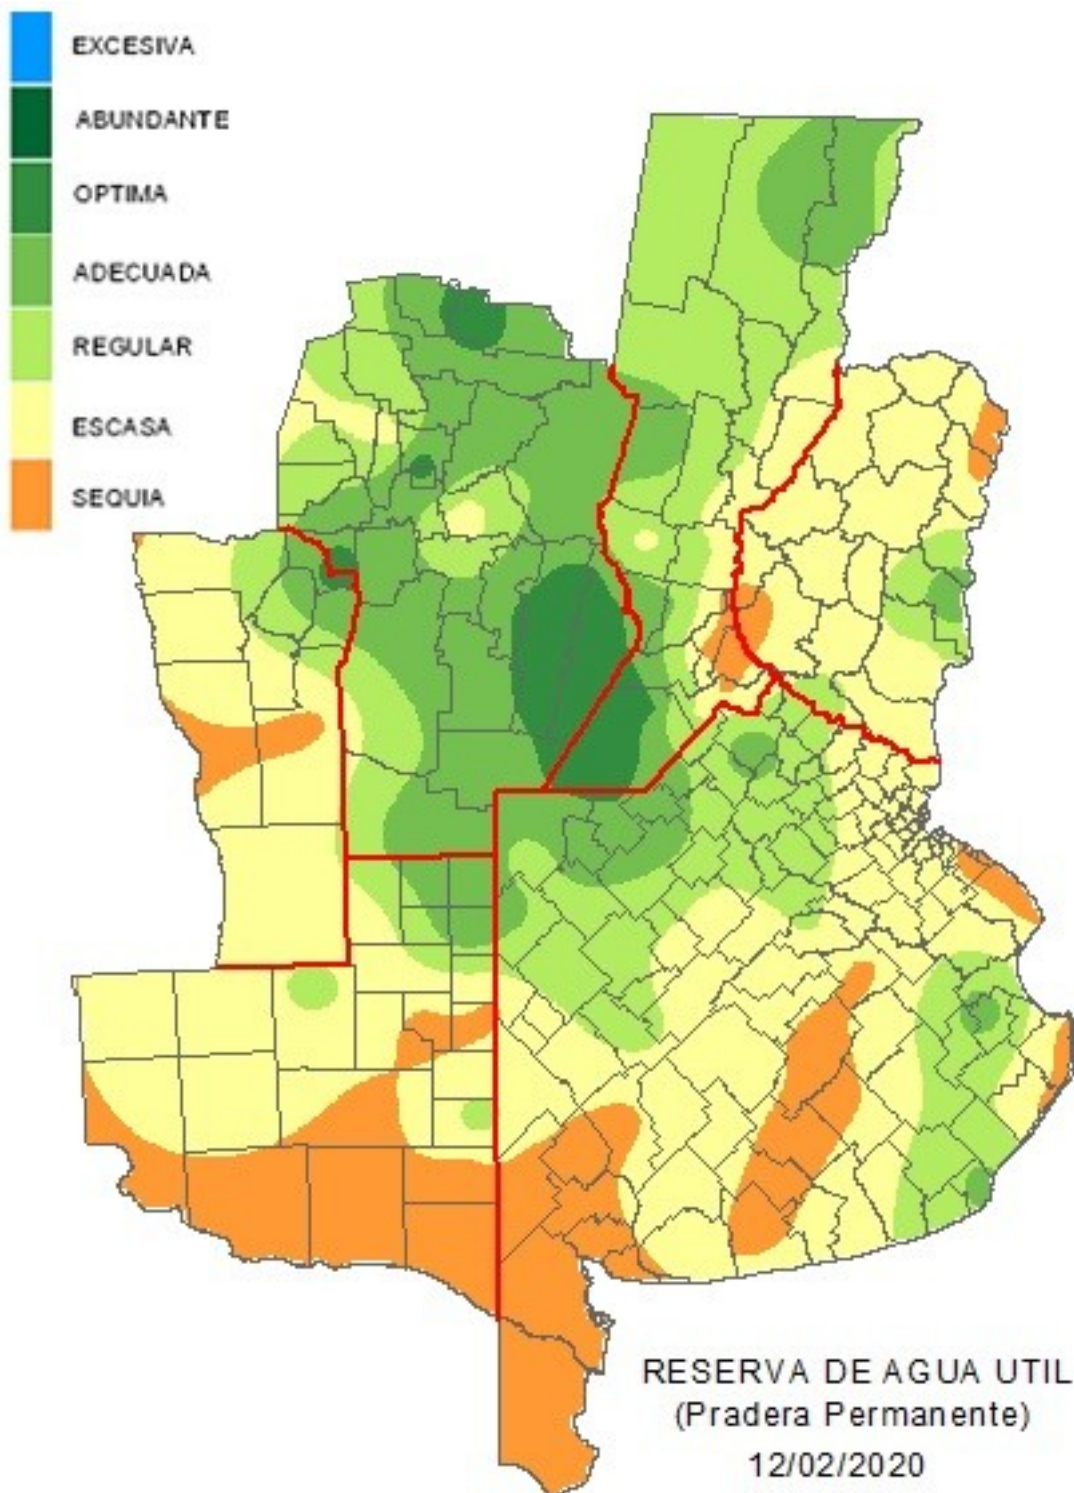 EXCESIVA
ABUNDANTE
OPTIMA
ADECUADA
REGULAR
ESCASA
SEQUIA
RESERVA DE AGUA UTIL
(Pradera Permanente)
12/02/2020